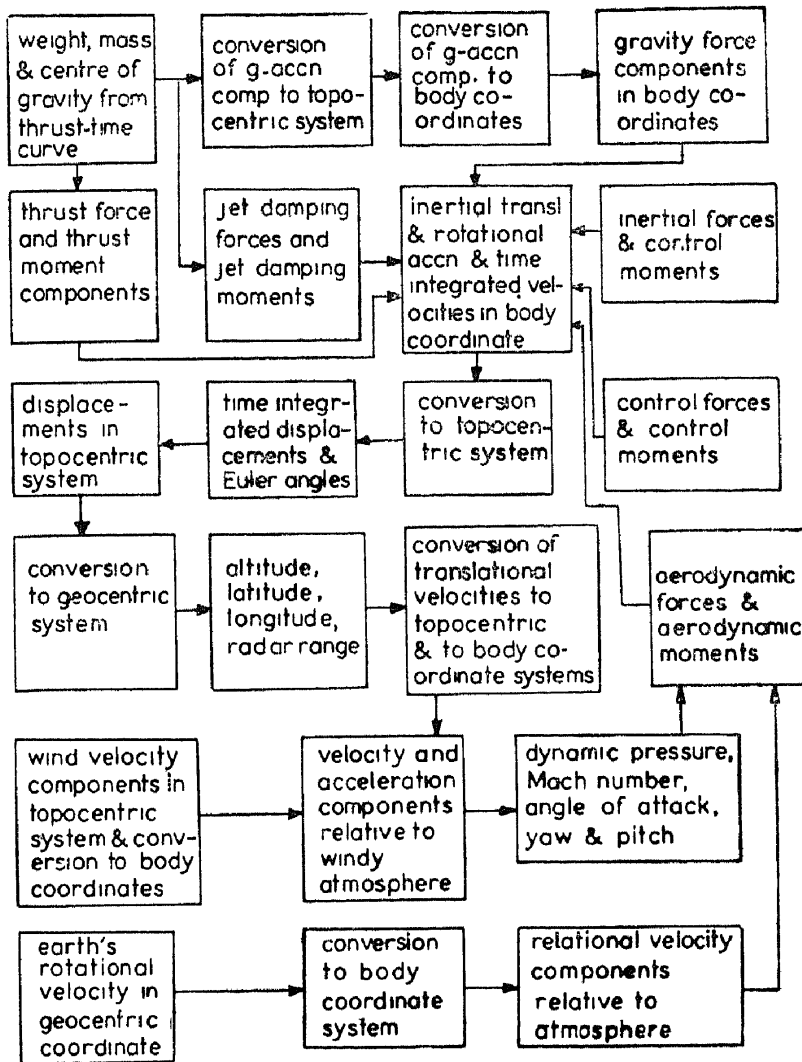 weight, mass
& centre of
gravity from
thrust-time
curve
conversion
of g-accn
comp to topo-
centric system
conversion
of g-accn
comp. to
body co-
ordinates
gravity force
components
in body co-
ordinates
thrust force
and thrust
moment
components
jet damping
forces and
jet damping
moments
inertial transl
& rotational
accn & time
integrated vel-
ocities in body
coordinate
inertial forces
& control
moments
displace-
ments in
topocentric
system
time integr-
ated displa-
cements &
Euler angles
conversion
to topocen-
tric system
control forces
& control
moments
conversion
to geocentric
system
altitude,
latitude,
longitude,
radar range
conversion of
translational
velocities to
topocentric
& to body co-
ordinate systems
aerodynamic
forces &
aerodynamic
moments
wind velocity
components in
topocentric
system & conv-
ersion to body
coordinates
velocity and
acceleration
components
relative to
windy
atmosphere
dynamic pressure,
Mach number,
angle of attack,
yaw & pitch
earth's
rotational
velocity in
geocentric
coordinate
conversion
to body
coordinate
system
relational velocity
components
relative to
atmosphere